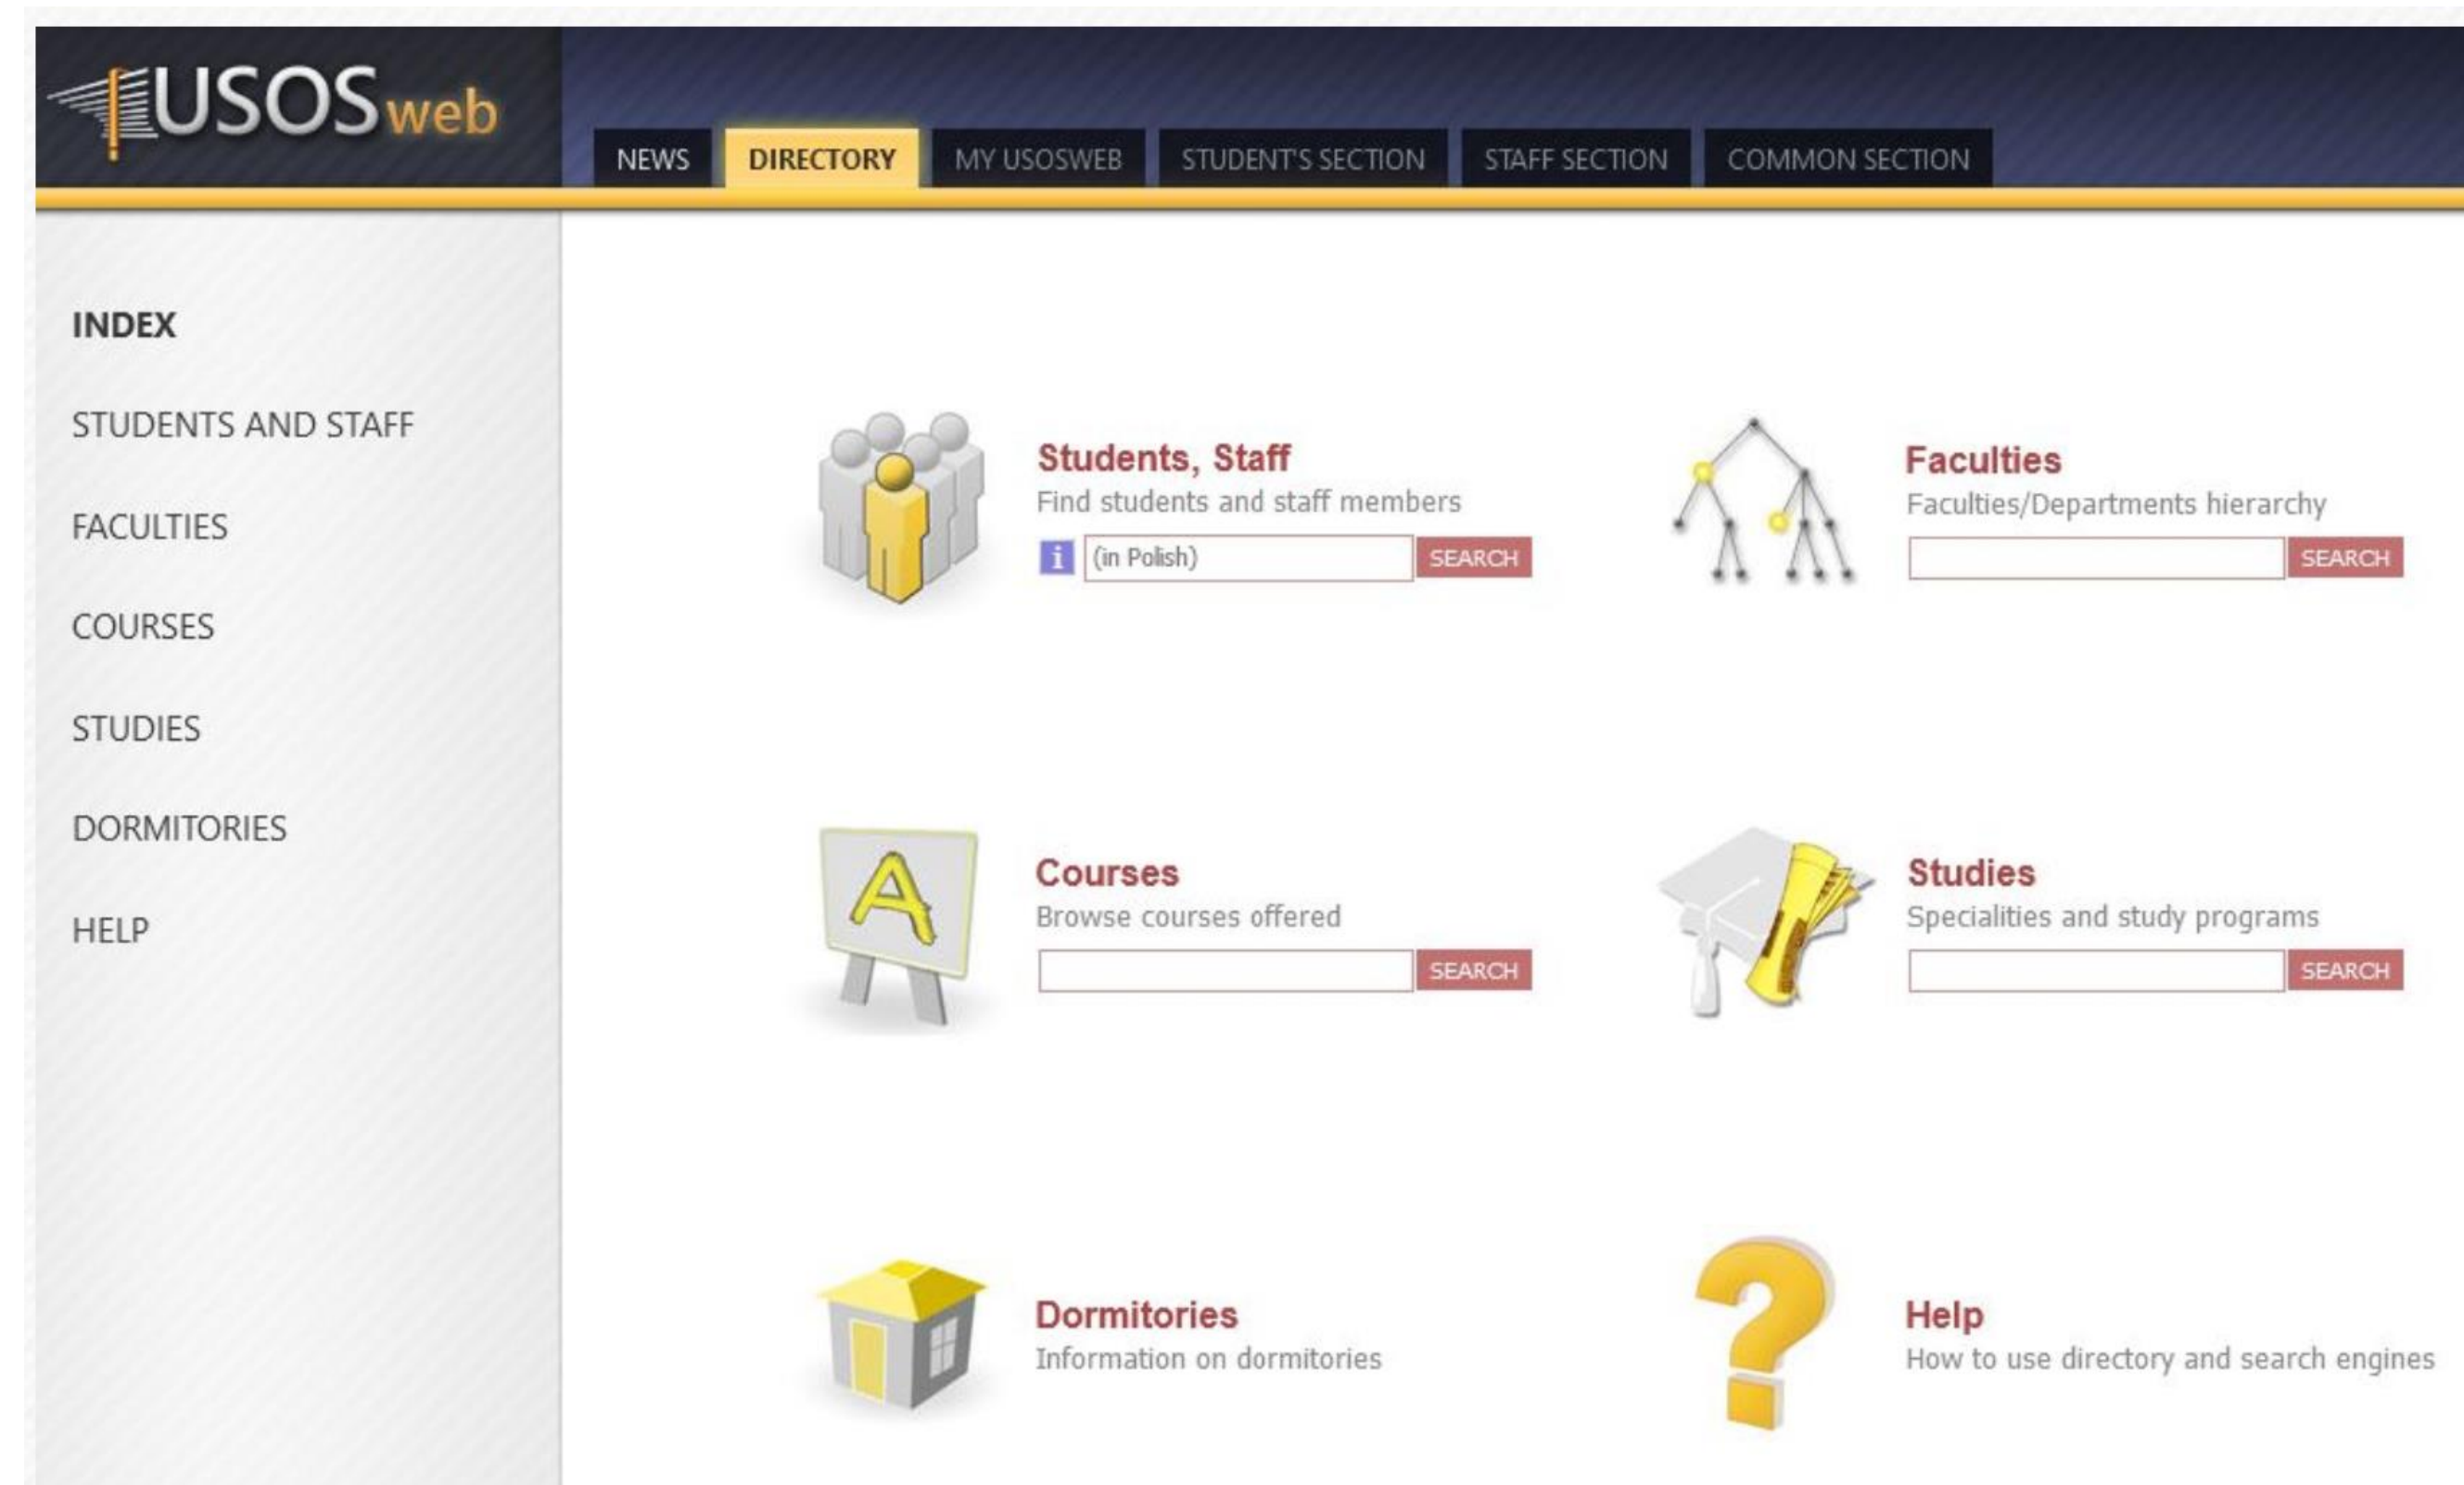 USOSweb
NEWS DIRECTORY MY USOSWEB STUDENT'S SECTION STAFF SECTION COMMON SECTION
INDEX
STUDENTS AND STAFF
FACULTIES
COURSES
STUDIES
DORMITORIES
HELP
Students, Staff
Find students and staff members
i (in Polish) SEARCH
Faculties
Faculties/Departments hierarchy
SEARCH
A
Courses
Browse courses offered
SEARCH
Studies
Specialities and study programs
SEARCH
Dormitories
Information on dormitories
?
Help
How to use directory and search engines